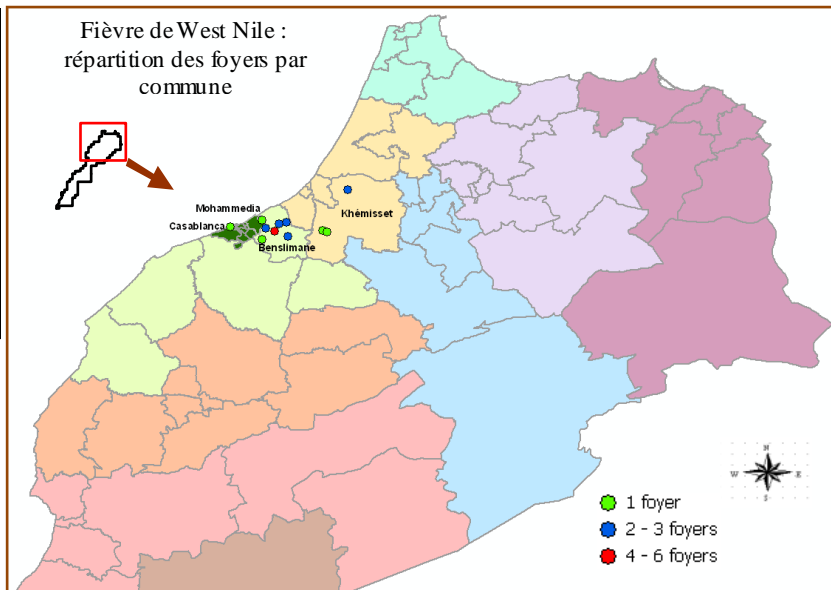 Fièvre de West Nile :
répartition des foyers par
commune
Mohammedia
Casablanca
Khémisset
Benslimane
N
W E
S
1 foyer
2 - 3 foyers
4 - 6 foyers